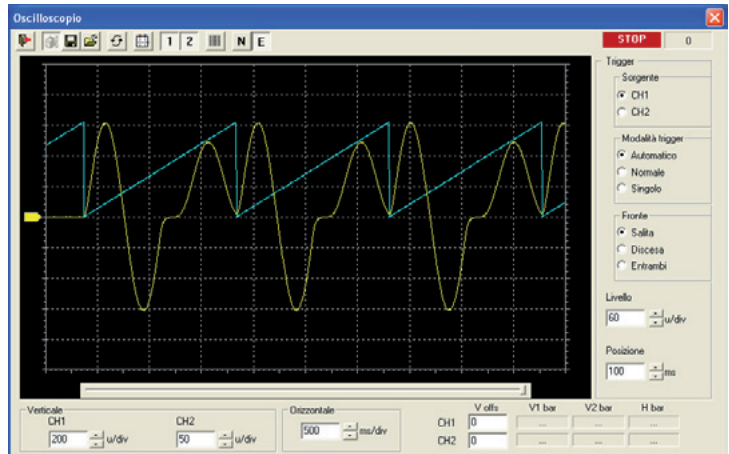 Oscilloscopio
1 2 N E
STOP 0
Trigger
Sorgente
CH1
CH2
Modalità trigger
Automatico
Normale
Singolo
Fronte
Salita
Discesa
Entrambi
Livello
60 u/div
Posizione
100 ms
Verticale
CH1 CH2
200 u/div 50 u/div
Orizzontale
500 ms/div
V offs V1 bar V2 bar H bar
CH1 0 ... ... ...
CH2 0 ... ... ...